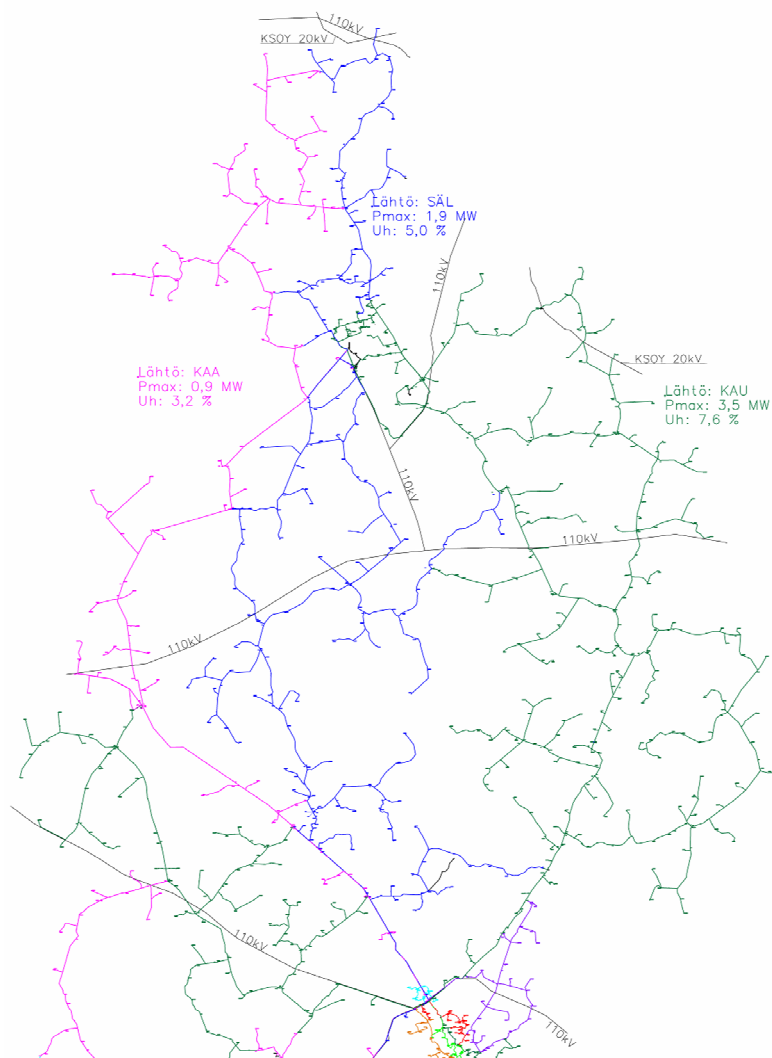 110kV
KSOY 20kV
Lähtö: SÄL
Pmax: 1,9 MW
Uh: 5,0 %
110kV
KSOY 20kV
Lähtö: KAA
Pmax: 0,9 MW
Uh: 3,2 %
Lähtö: KAU
Pmax: 3,5 MW
Uh: 7,6 %
110kV
110kV
110kV
110kV
110kV